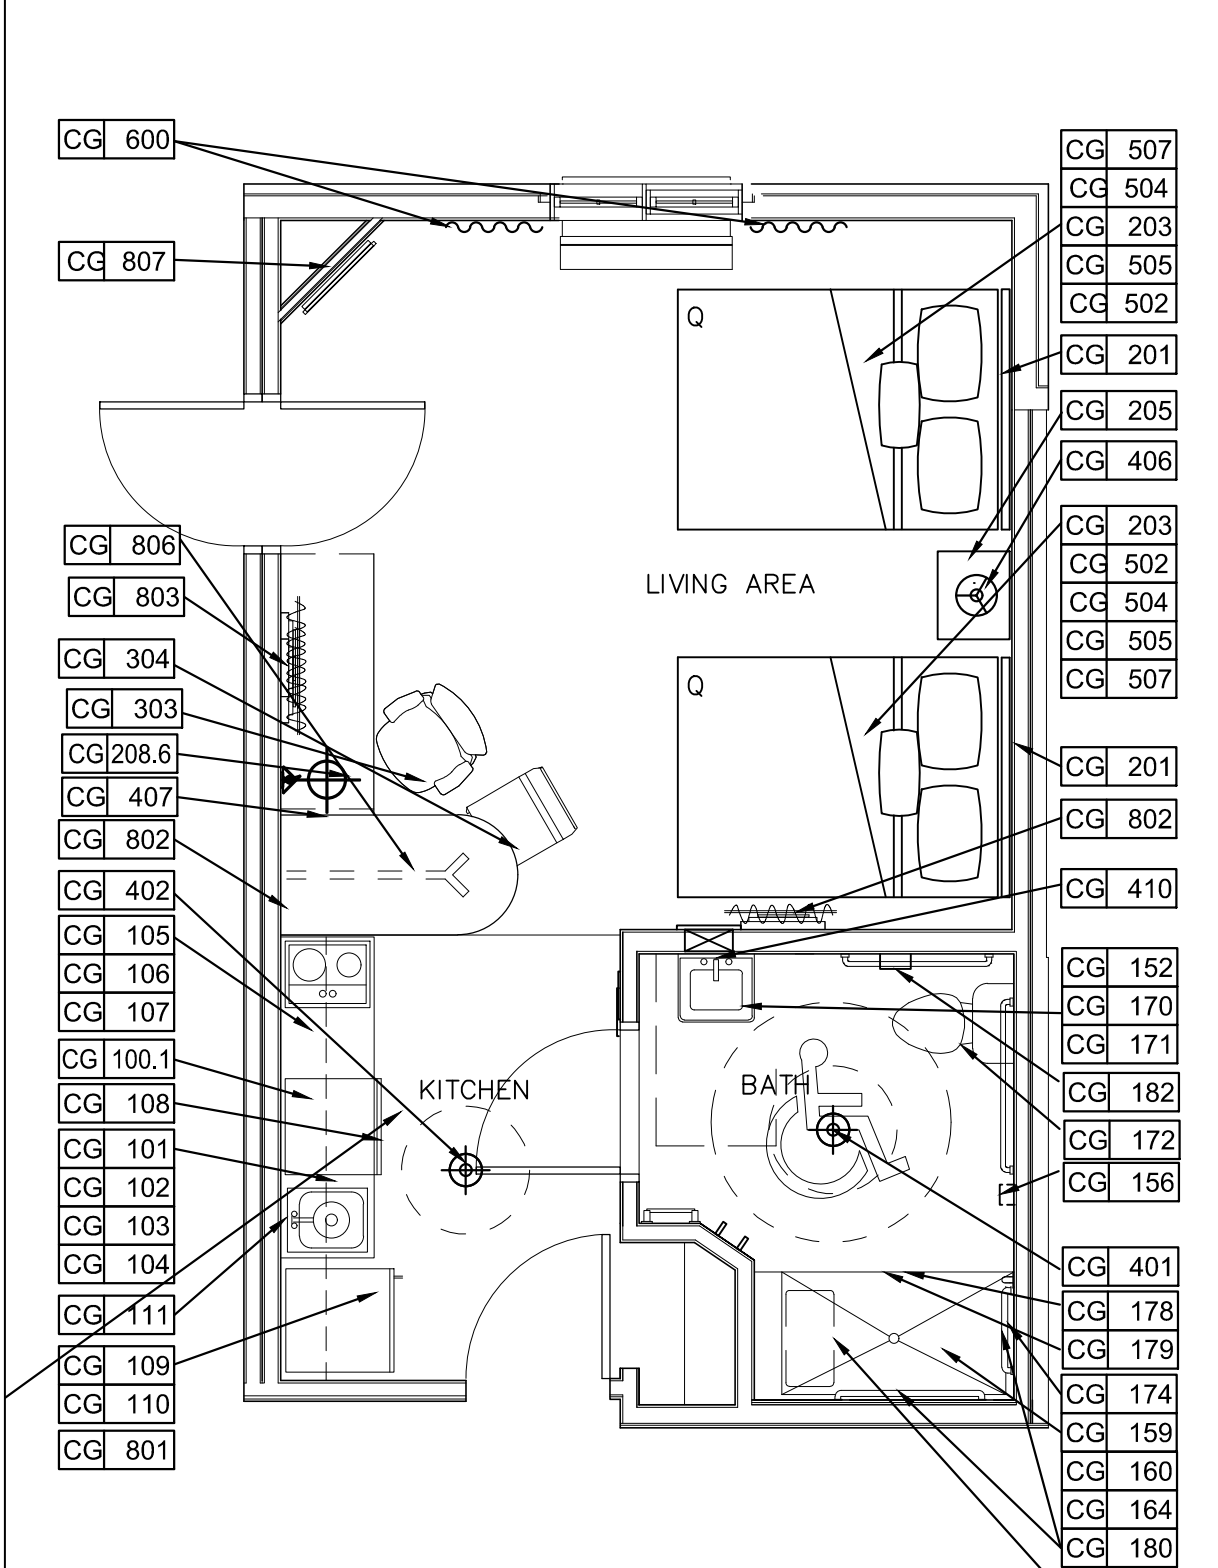 CG 600
CG 807
CG 806
CG 803
CG 304
CG 303
CG 208.6
CG 407
CG 802
CG 402
CG 105
CG 106
CG 107
CG 100.1
CG 108
CG 101
CG 102
CG 103
CG 104
CG 111
CG 109
CG 110
CG 801
Q
LIVING AREA
Q
KITCHEN
BATH
CG 507
CG 504
CG 203
CG 505
CG 502
CG 201
CG 205
CG 406
CG 203
CG 502
CG 504
CG 505
CG 507
CG 201
CG 802
CG 410
CG 152
CG 170
CG 171
CG 182
CG 172
CG 156
CG 401
CG 178
CG 179
CG 174
CG 159
CG 160
CG 164
CG 180